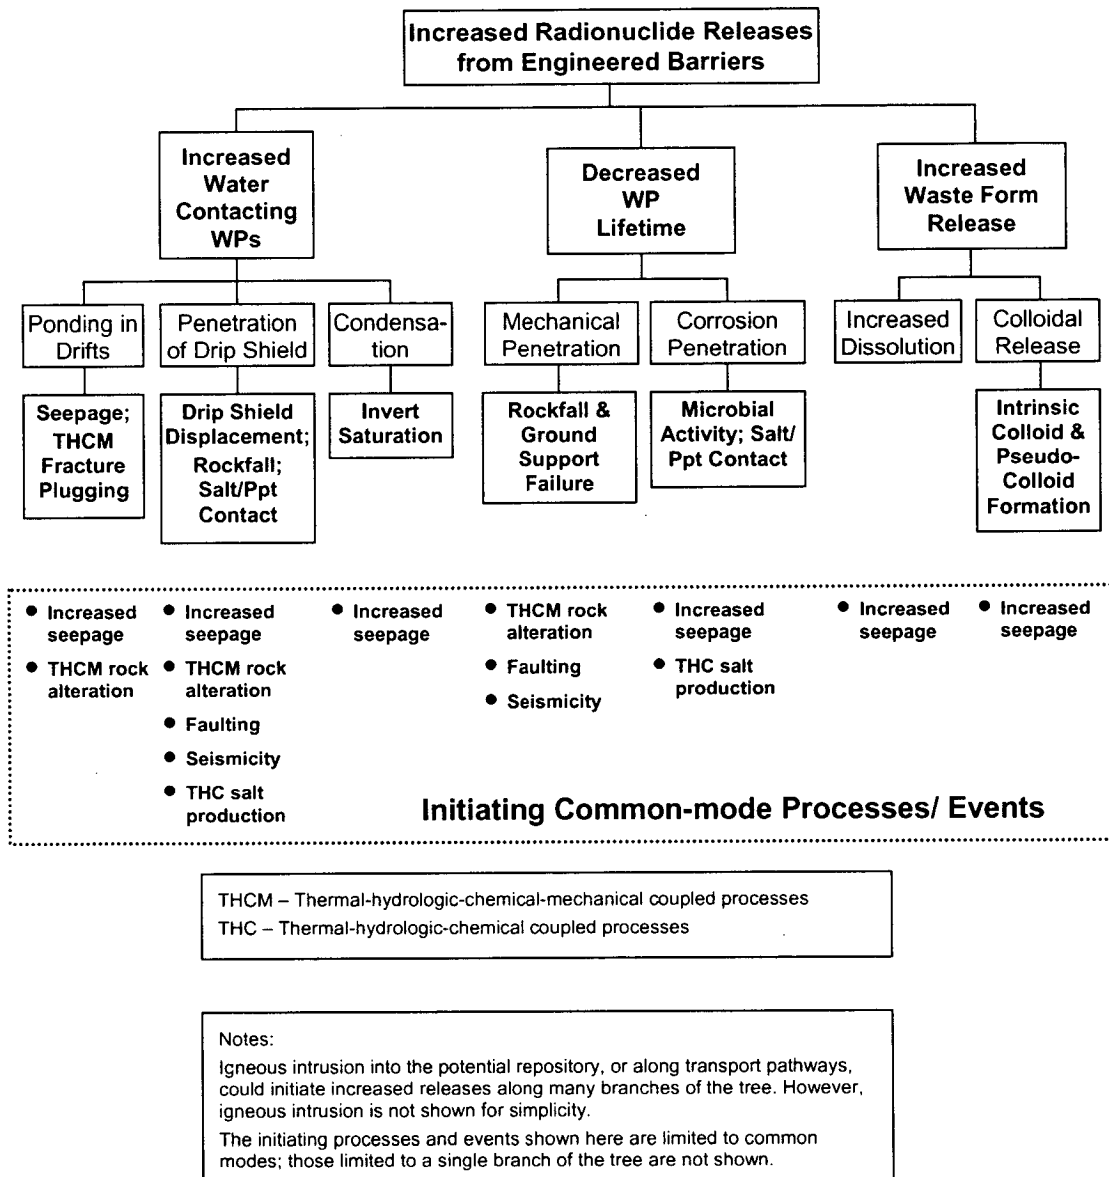 Increased Radionuclide Releases
from Engineered Barriers
Increased
Water
Contacting
WPs
Decreased
WP
Lifetime
Increased
Waste Form
Release
Ponding in
Drifts
Penetration
of Drip Shield
Condensa-
tion
Mechanical
Penetration
Corrosion
Penetration
Increased
Dissolution
Colloidal
Release
Seepage;
THCM
Fracture
Plugging
Drip Shield
Displacement;
Rockfall;
Salt/Ppt
Contact
Invert
Saturation
Rockfall &
Ground
Support
Failure
Microbial
Activity; Salt/
Ppt Contact
Intrinsic
Colloid &
Pseudo-
Colloid
Formation
● Increased
seepage
● THCM rock
alteration
● Increased
seepage
● THCM rock
alteration
● Faulting
● Seismicity
● THC salt
production
● Increased
seepage
● THCM rock
alteration
● Faulting
● Seismicity
● Increased
seepage
● THC salt
production
● Increased
seepage
● Increased
seepage
Initiating Common-mode Processes/ Events
THCM – Thermal-hydrologic-chemical-mechanical coupled processes
THC – Thermal-hydrologic-chemical coupled processes
Notes:
Igneous intrusion into the potential repository, or along transport pathways,
could initiate increased releases along many branches of the tree. However,
igneous intrusion is not shown for simplicity.
The initiating processes and events shown here are limited to common
modes; those limited to a single branch of the tree are not shown.